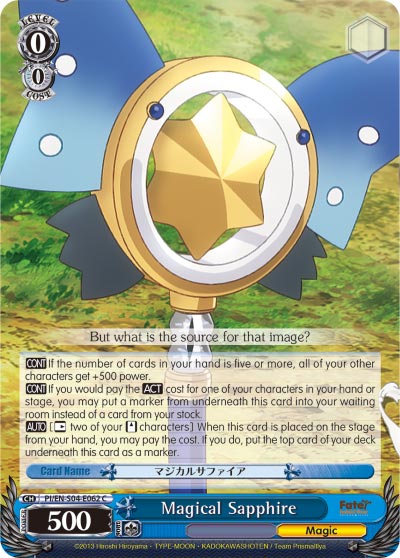 LEVEL
0
0
COST
But what is the source for that image?
CONT If the number of cards in your hand is five or more, all of your other
characters get +500 power.
CONT If you would pay the ACT cost for one of your characters in your hand or
stage, you may put a marker from underneath this card into your waiting
room instead of a card from your stock.
AUTO [ two of your characters] When this card is placed on the stage
from your hand, you may pay the cost. If you do, put the top card of your deck
underneath this card as a marker.
Card Name マジカルサファイア
CH PI/EN-S04-E062 C
500
Magical Sapphire
Magic
©2013 Hiroshi Hiroyama・TYPE-MOON・KADOKAWASHOTEN / Team PrismaIllya